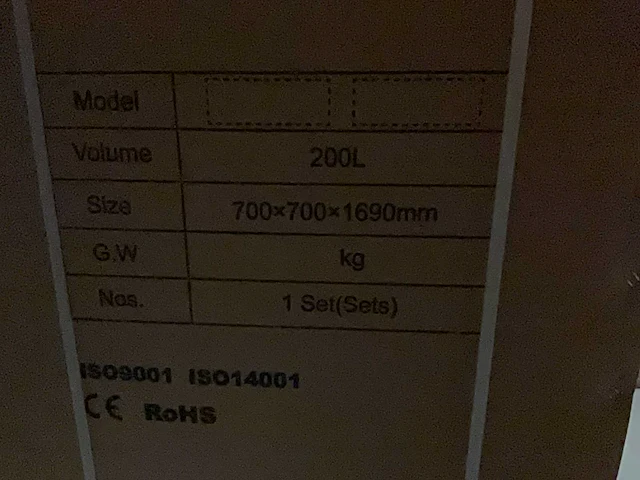 Model
Volume 200L
Size 700×700×1690mm
G.W kg
Nos. 1 Set(Sets)
ISO9001 ISO14001
CE RoHS